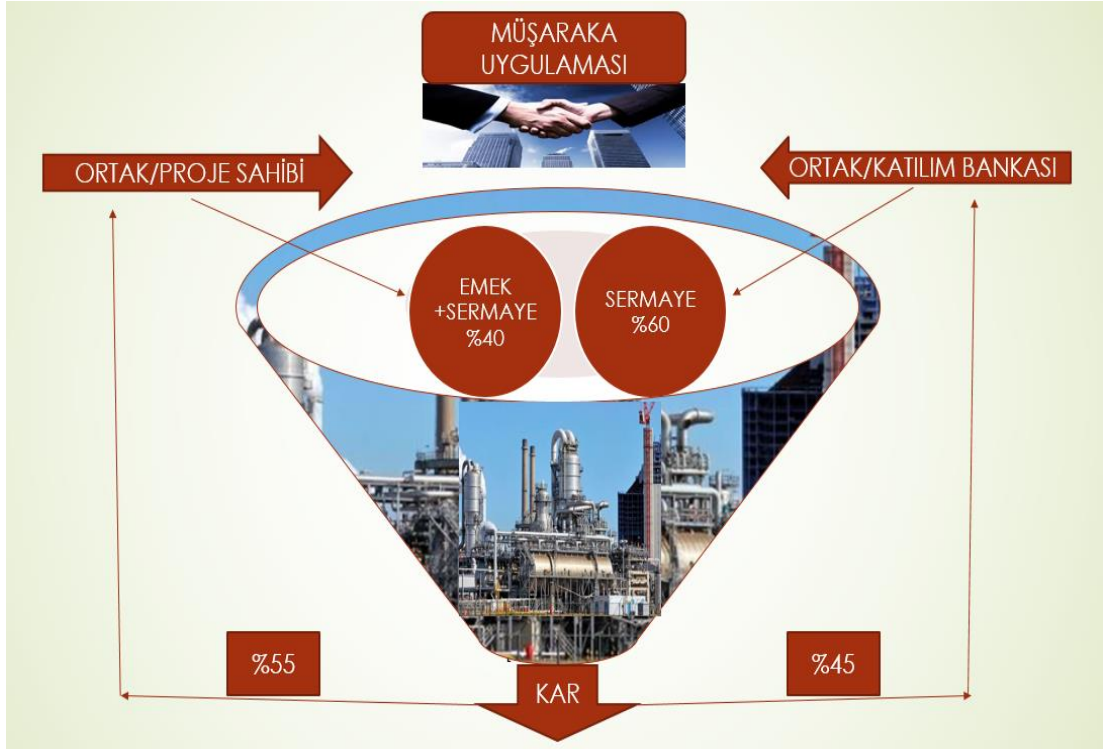 MÜŞARAKA
UYGULAMASI
ORTAK/PROJE SAHİBİ
ORTAK/KATILIM BANKASI
EMEK
+SERMAYE
%40
SERMAYE
%60
%55
%45
KAR